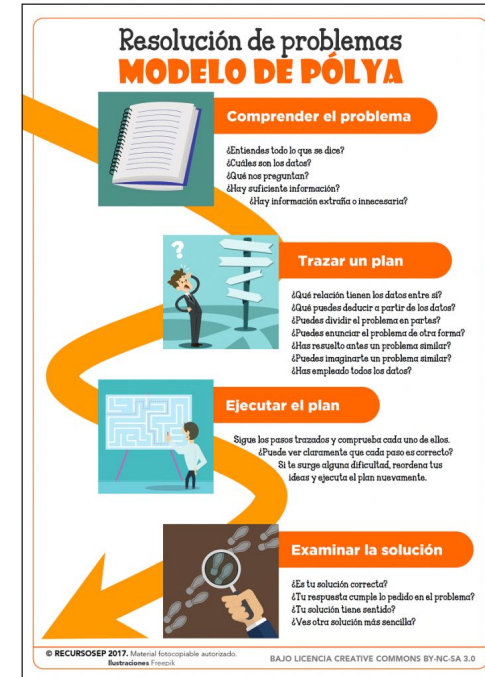 Resolución de problemas
MODELO DE PÓLYA
Comprender el problema
¿Entiendes todo lo que se dice?
¿Cuáles son los datos?
¿Qué nos preguntan?
¿Hay suficiente información?
¿Hay información extraña o innecesaria?
?
Trazar un plan
¿Qué relación tienen los datos entre sí?
¿Qué puedes deducir a partir de los datos?
¿Puedes dividir el problema en partes?
¿Puedes enunciar el problema de otra forma?
¿Has resuelto antes un problema similar?
¿Puedes imaginarte un problema similar?
¿Has empleado todos los datos?
Ejecutar el plan
Sigue los pasos trazados y comprueba cada uno de ellos.
¿Puede ver claramente que cada paso es correcto?
Si te surge alguna dificultad, reordena tus
ideas y ejecuta el plan nuevamente.
Examinar la solución
¿Es tu solución correcta?
¿Tu respuesta cumple lo pedido en el problema?
¿Tu solución tiene sentido?
¿Ves otra solución más sencilla?
© RECURSOSEP 2017. Material fotocopiable autorizado.
Ilustraciones Freepik
BAJO LICENCIA CREATIVE COMMONS BY-NC-SA 3.0